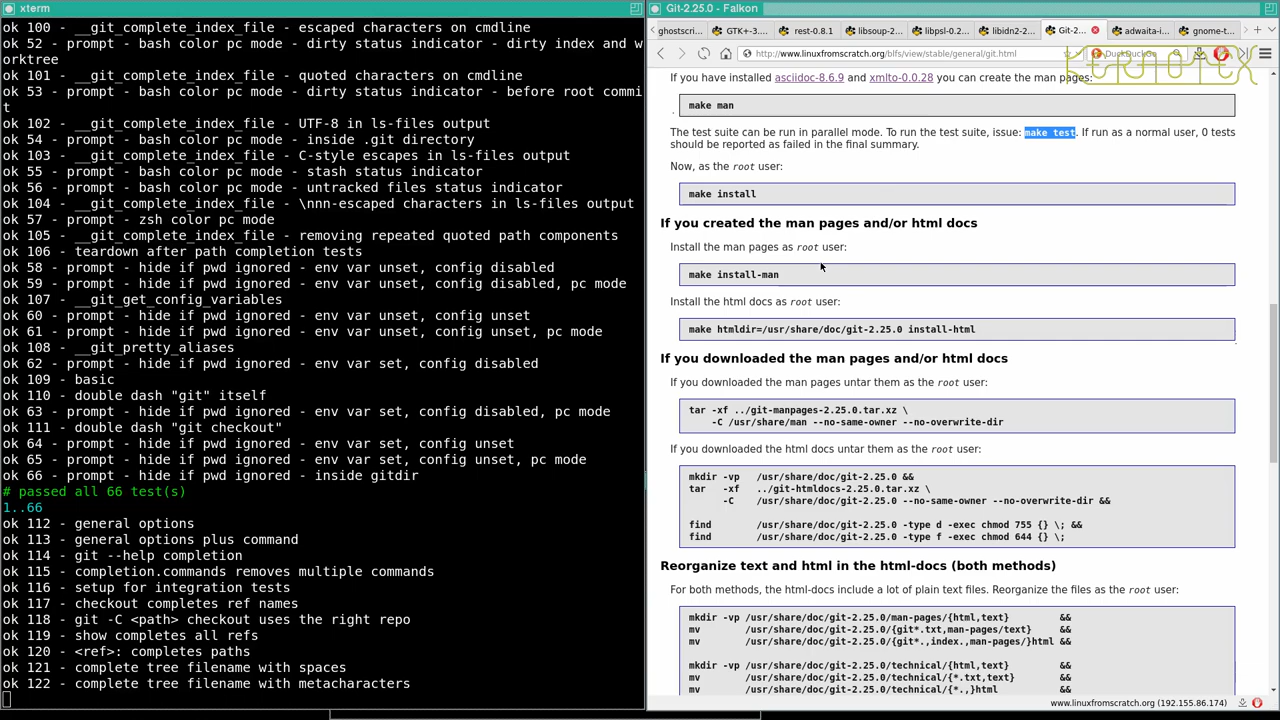 xterm
ok 100 - __git_complete_index_file - escaped characters on cmdline
ok 52 - prompt - bash color pc mode - dirty status indicator - dirty index and w
orktree
ok 101 - __git_complete_index_file - quoted characters on cmdline
ok 53 - prompt - bash color pc mode - dirty status indicator - before root commi
t
ok 102 - __git_complete_index_file - UTF-8 in ls-files output
ok 54 - prompt - bash color pc mode - inside .git directory
ok 103 - __git_complete_index_file - C-style escapes in ls-files output
ok 55 - prompt - bash color pc mode - stash status indicator
ok 56 - prompt - bash color pc mode - untracked files status indicator
ok 104 - __git_complete_index_file - \nnn-escaped characters in ls-files output
ok 57 - prompt - zsh color pc mode
ok 105 - __git_complete_index_file - removing repeated quoted path components
ok 106 - teardown after path completion tests
ok 58 - prompt - hide if pwd ignored - env var unset, config disabled
ok 59 - prompt - hide if pwd ignored - env var unset, config disabled, pc mode
ok 107 - __git_get_config_variables
ok 60 - prompt - hide if pwd ignored - env var unset, config unset
ok 61 - prompt - hide if pwd ignored - env var unset, config unset, pc mode
ok 108 - __git_pretty_aliases
ok 62 - prompt - hide if pwd ignored - env var set, config disabled
ok 109 - basic
ok 110 - double dash "git" itself
ok 63 - prompt - hide if pwd ignored - env var set, config disabled, pc mode
ok 111 - double dash "git checkout"
ok 64 - prompt - hide if pwd ignored - env var set, config unset
ok 65 - prompt - hide if pwd ignored - env var set, config unset, pc mode
ok 66 - prompt - hide if pwd ignored - inside gitdir
# passed all 66 test(s)
1..66
ok 112 - general options
ok 113 - general options plus command
ok 114 - git --help completion
ok 115 - completion.commands removes multiple commands
ok 116 - setup for integration tests
ok 117 - checkout completes ref names
ok 118 - git -C <path> checkout uses the right repo
ok 119 - show completes all refs
ok 120 - <ref>: completes paths
ok 121 - complete tree filename with spaces
ok 122 - complete tree filename with metacharacters
Git-2.25.0 - Falkon
ghostscri... GTK+-3.... rest-0.8.1 libsoup-2... libpsl-0.2... libidn2-2... Git-2... adwaita-i... gnome-t...
http://www.linuxfromscratch.org/blfs/view/stable/general/git.html DuckDuckGo
KERNOTEX
If you have installed asciidoc-8.6.9 and xmlto-0.0.28 you can create the man pages:
make man
The test suite can be run in parallel mode. To run the test suite, issue: make test. If run as a normal user, 0 tests
should be reported as failed in the final summary.
Now, as the root user:
make install
If you created the man pages and/or html docs
Install the man pages as root user:
make install-man
Install the html docs as root user:
make htmldir=/usr/share/doc/git-2.25.0 install-html
If you downloaded the man pages and/or html docs
If you downloaded the man pages untar them as the root user:
tar -xf ../git-manpages-2.25.0.tar.xz \
-C /usr/share/man --no-same-owner --no-overwrite-dir
If you downloaded the html docs untar them as the root user:
mkdir -vp /usr/share/doc/git-2.25.0 &&
tar -xf ../git-htmldocs-2.25.0.tar.xz \
-C /usr/share/doc/git-2.25.0 --no-same-owner --no-overwrite-dir &&
find /usr/share/doc/git-2.25.0 -type d -exec chmod 755 {} \; &&
find /usr/share/doc/git-2.25.0 -type f -exec chmod 644 {} \;
Reorganize text and html in the html-docs (both methods)
For both methods, the html-docs include a lot of plain text files. Reorganize the files as the root user:
mkdir -vp /usr/share/doc/git-2.25.0/man-pages/{html,text} &&
mv /usr/share/doc/git-2.25.0/{git*.txt,man-pages/text} &&
mv /usr/share/doc/git-2.25.0/{git*.,index.,man-pages/}html &&
mkdir -vp /usr/share/doc/git-2.25.0/technical/{html,text} &&
mv /usr/share/doc/git-2.25.0/technical/{*.txt,text} &&
mv /usr/share/doc/git-2.25.0/technical/{*.,}html &&
www.linuxfromscratch.org (192.155.86.174)